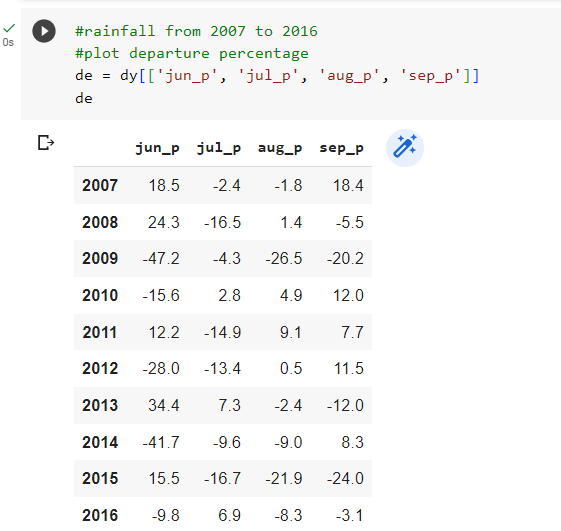 #rainfall from 2007 to 2016
0s
#plot departure percentage
de = dy[['jun_p', 'jul_p', 'aug_p', 'sep_p']]
de
jun_p jul_p aug_p sep_p
2007 18.5 -2.4 -1.8 18.4
2008 24.3 -16.5 1.4 -5.5
2009 -47.2 -4.3 -26.5 -20.2
2010 -15.6 2.8 4.9 12.0
2011 12.2 -14.9 9.1 7.7
2012 -28.0 -13.4 0.5 11.5
2013 34.4 7.3 -2.4 -12.0
2014 -41.7 -9.6 -9.0 8.3
2015 15.5 -16.7 -21.9 -24.0
2016 -9.8 6.9 -8.3 -3.1